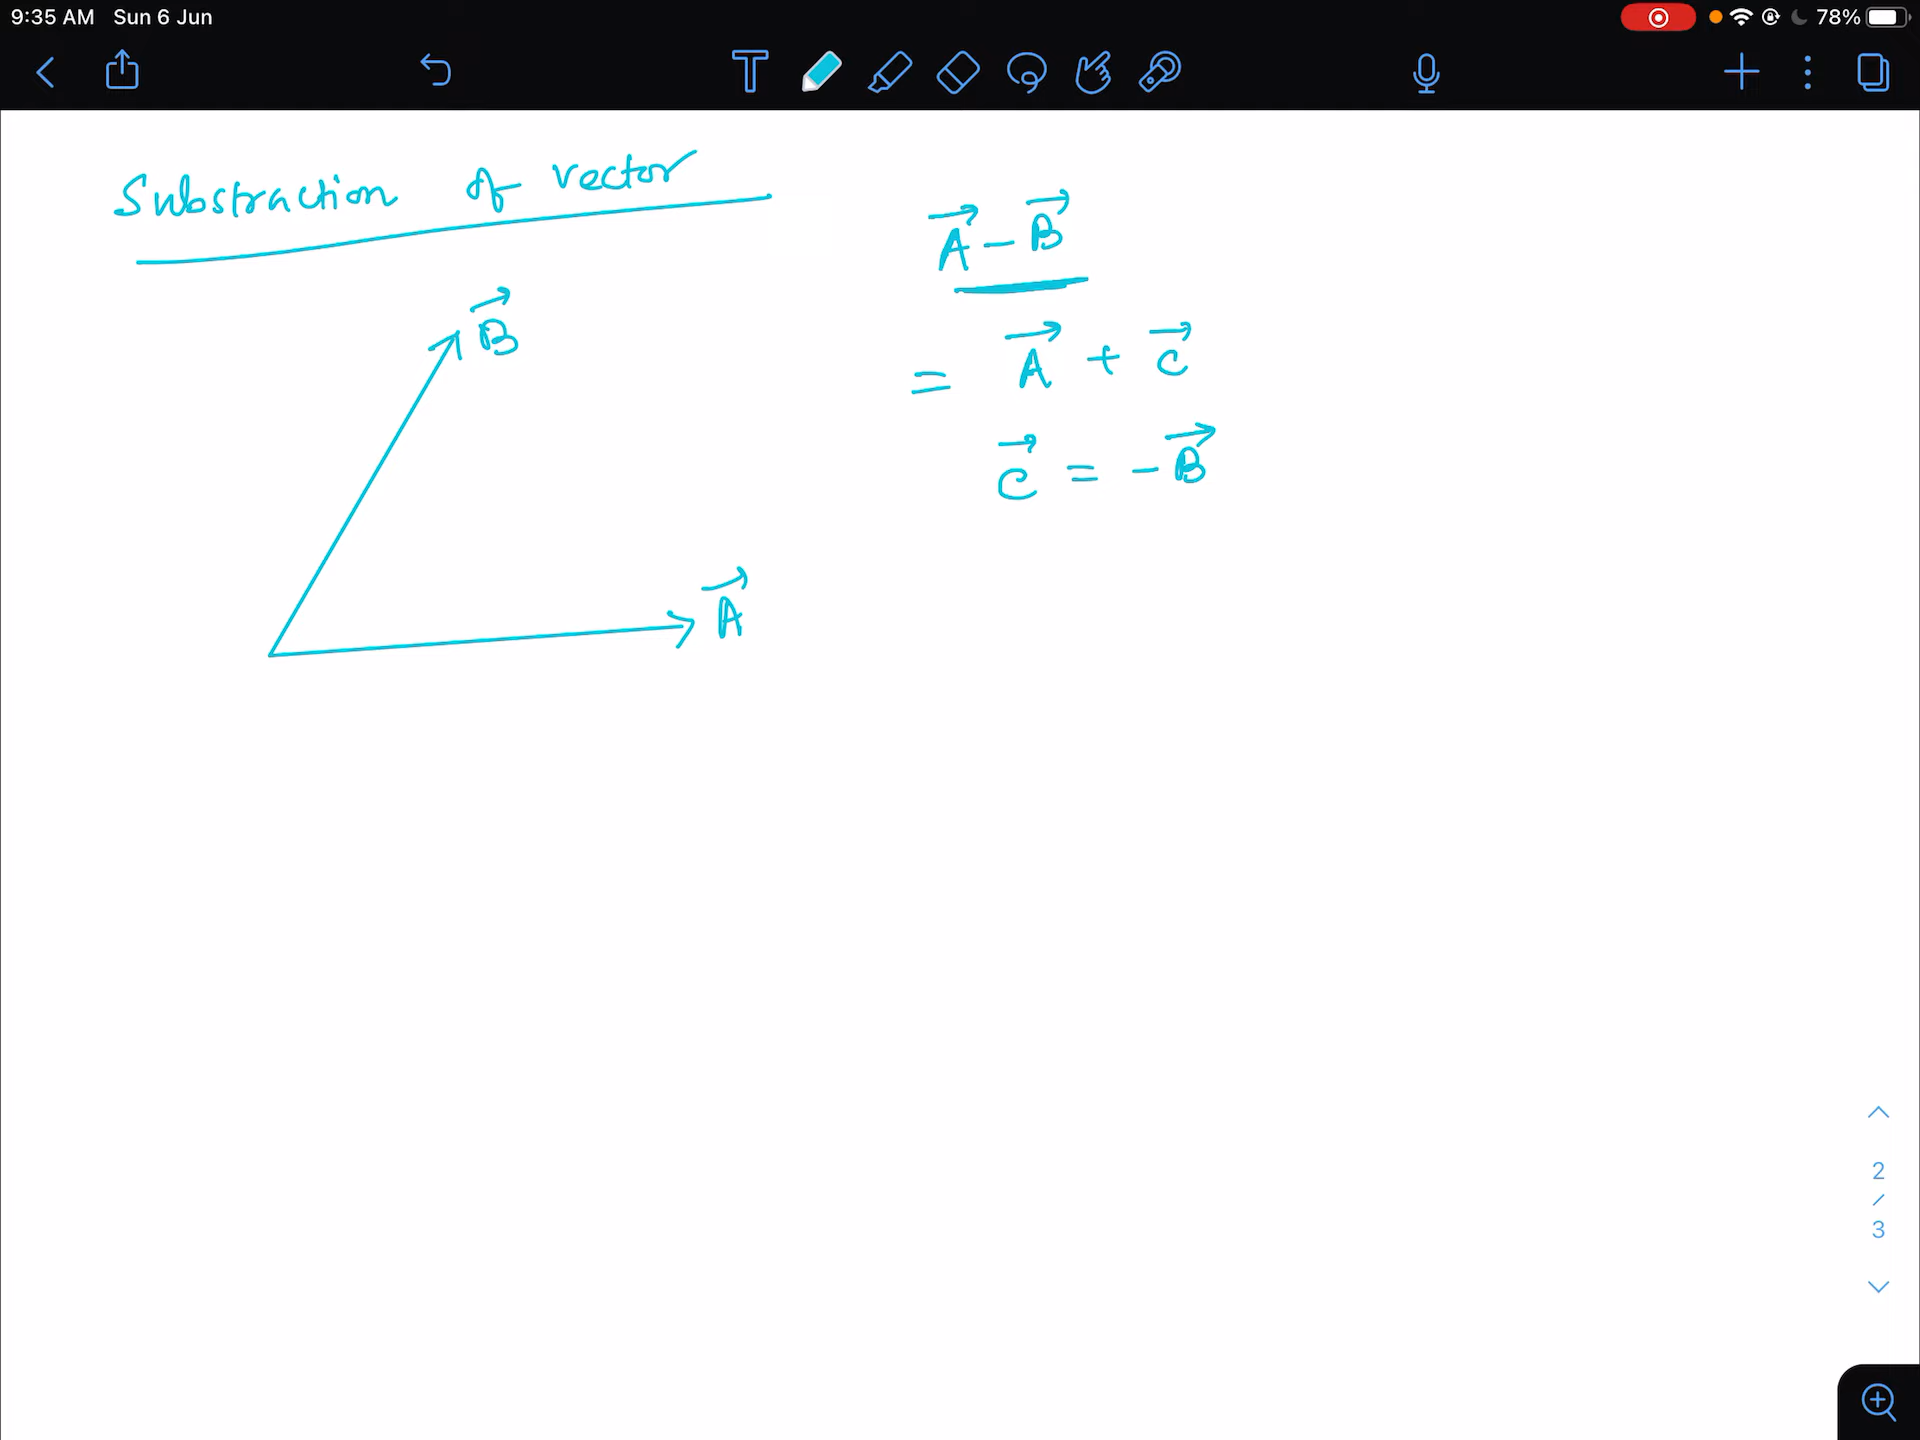 9:35 AM Sun 6 Jun
78%
T
Substraction of vector
A⃗ – B⃗
B⃗
= A⃗ + C⃗
C⃗ = – B⃗
A⃗
2
/
3